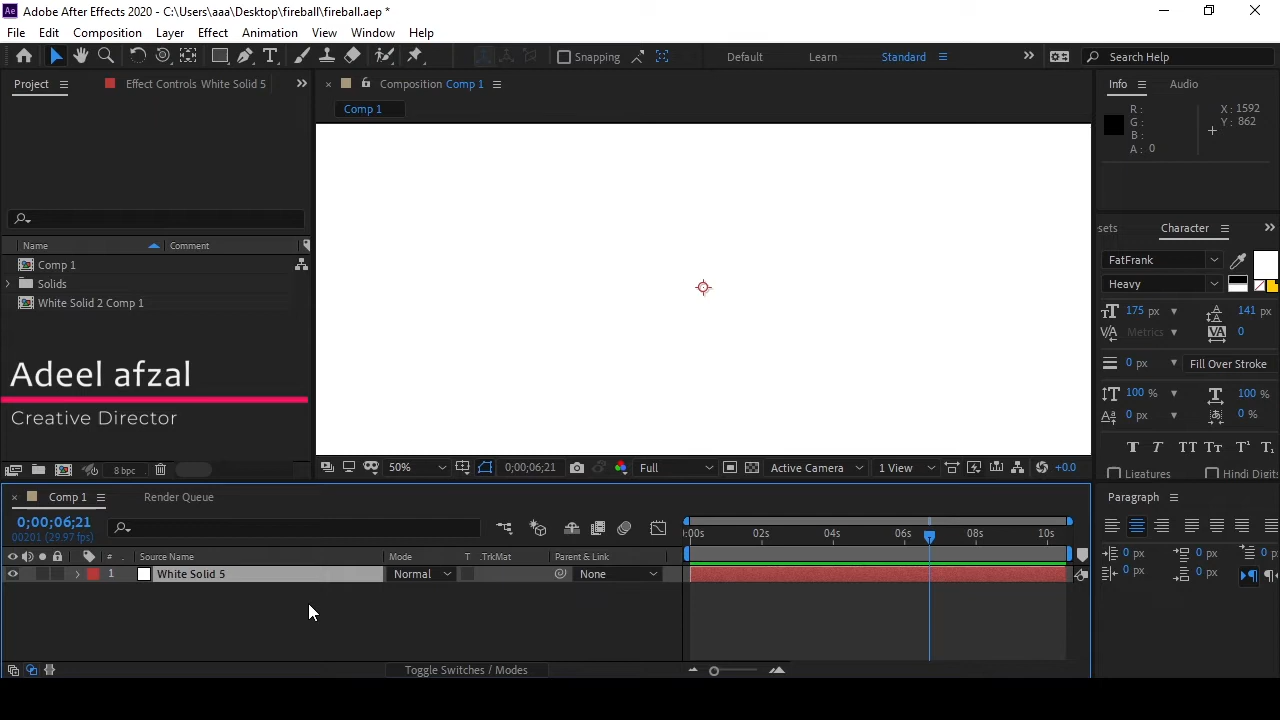 Ae Adobe After Effects 2020 - C:\Users\aaa\Desktop\fireball\fireball.aep *
File Edit Composition Layer Effect Animation View Window Help
Snapping Default Learn Standard Search Help
Project Effect Controls White Solid 5 Composition Comp 1 Info Audio
Comp 1
R: X: 1592
G: Y: 862
B:
A: 0
sets Character
Name Comment
FatFrank
Comp 1
Solids
Heavy
White Solid 2 Comp 1
175 px 141 px
Metrics 0
0 px Fill Over Stroke
Adeel afzal
100 % 100 %
Creative Director
0 px 0 %
8 bpc 50% 0;00;06;21 Full Active Camera 1 View +0.0
Ligatures Hindi Digits
Comp 1 Render Queue Paragraph
0;00;06;21
00201 (29.97 fps)
:00s 02s 04s 06s 08s 10s
# Source Name Mode T .TrkMat Parent & Link
0 px 0 px 0 p
1 White Solid 5 Normal None
0 px 0 px
Toggle Switches / Modes